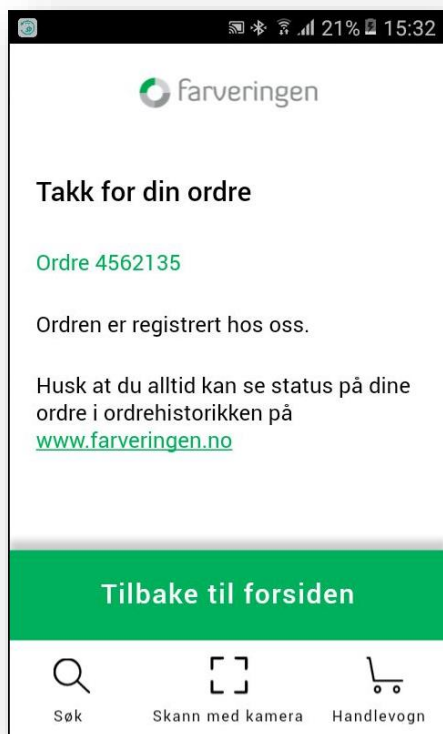 21% 15:32
farveringen
Takk for din ordre
Ordre 4562135
Ordren er registrert hos oss.
Husk at du alltid kan se status på dine
ordre i ordrehistorikken på
www.farveringen.no
Tilbake til forsiden
Søk Skann med kamera Handlevogn